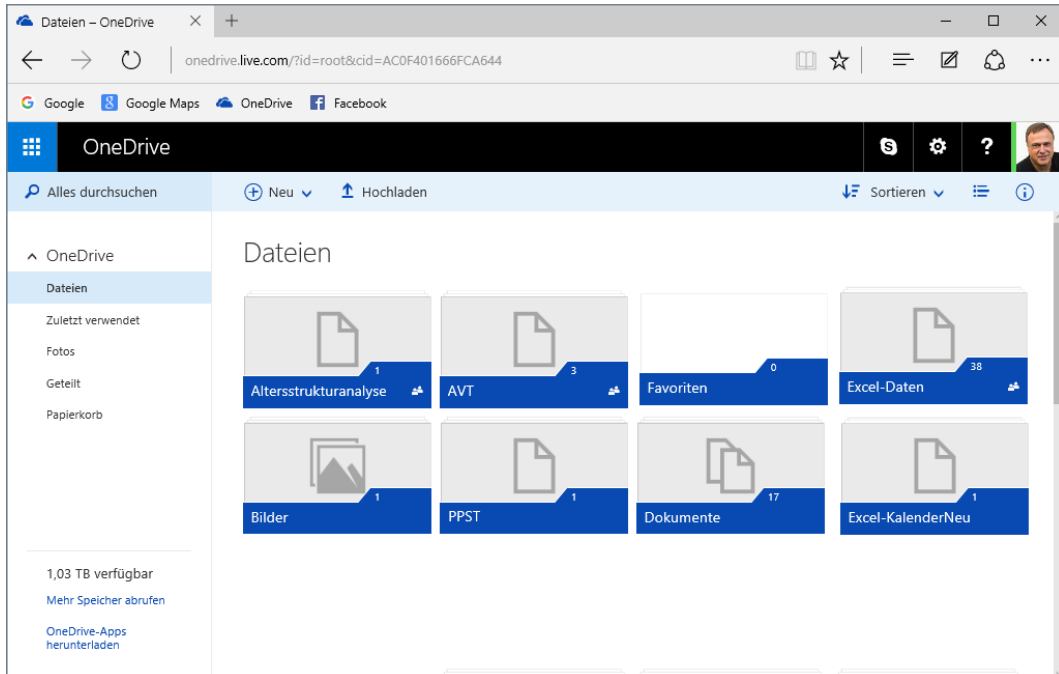 Dateien – OneDrive
onedrive.live.com/?id=root&cid=AC0F401666FCA644
Google Google Maps OneDrive Facebook
OneDrive
Alles durchsuchen Neu Hochladen Sortieren
OneDrive
Dateien
Zuletzt verwendet
Fotos
Geteilt
Papierkorb
1,03 TB verfügbar
Mehr Speicher abrufen
OneDrive-Apps
herunterladen
Dateien
1 3 0 38
Altersstrukturanalyse AVT Favoriten Excel-Daten
1 1 17 1
Bilder PPST Dokumente Excel-KalenderNeu